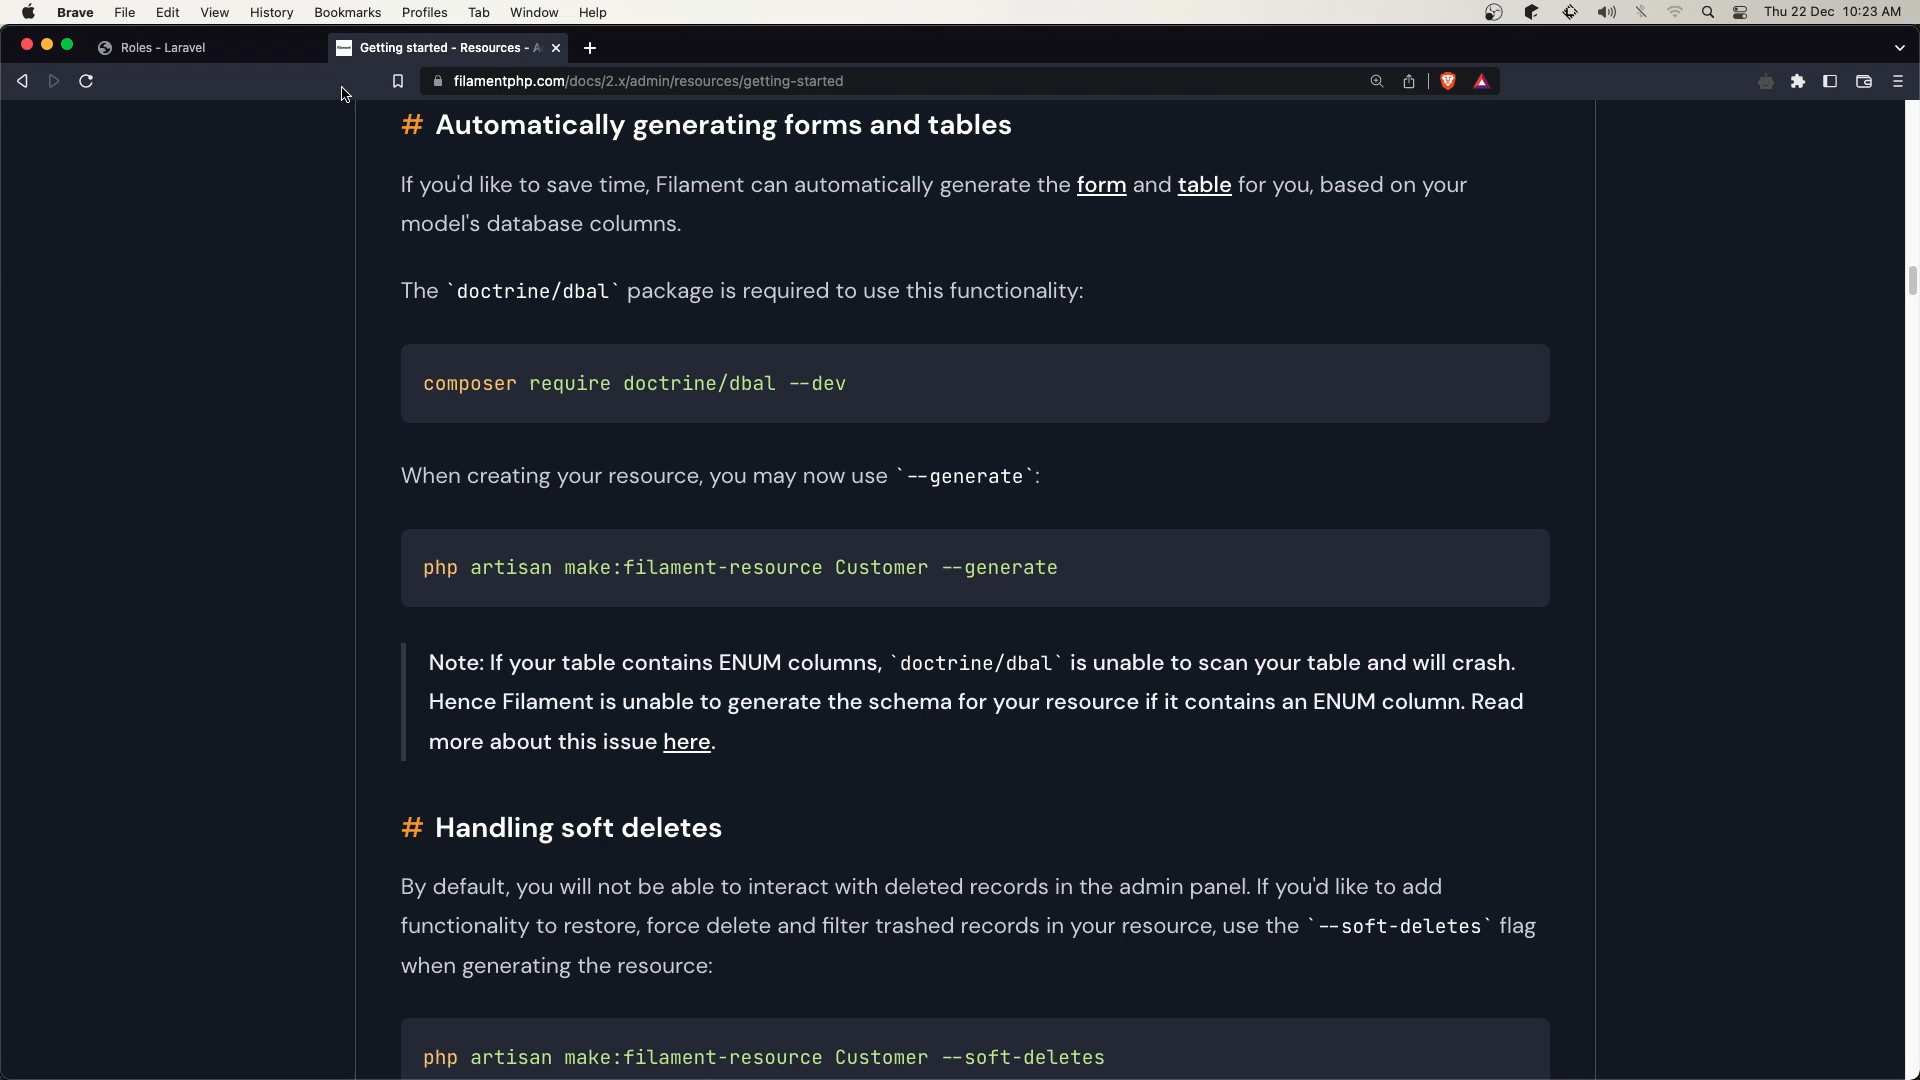 Brave File Edit View History Bookmarks Profiles Tab Window Help Thu 22 Dec 10:23 AM
Roles - Laravel
Getting started - Resources - A
filamentphp.com/docs/2.x/admin/resources/getting-started
# Automatically generating forms and tables
If you'd like to save time, Filament can automatically generate the form and table for you, based on your
model's database columns.
The `doctrine/dbal` package is required to use this functionality:
composer require doctrine/dbal --dev
When creating your resource, you may now use `--generate`:
php artisan make:filament-resource Customer --generate
Note: If your table contains ENUM columns, `doctrine/dbal` is unable to scan your table and will crash.
Hence Filament is unable to generate the schema for your resource if it contains an ENUM column. Read
more about this issue here.
# Handling soft deletes
By default, you will not be able to interact with deleted records in the admin panel. If you'd like to add
functionality to restore, force delete and filter trashed records in your resource, use the `--soft-deletes` flag
when generating the resource:
php artisan make:filament-resource Customer --soft-deletes